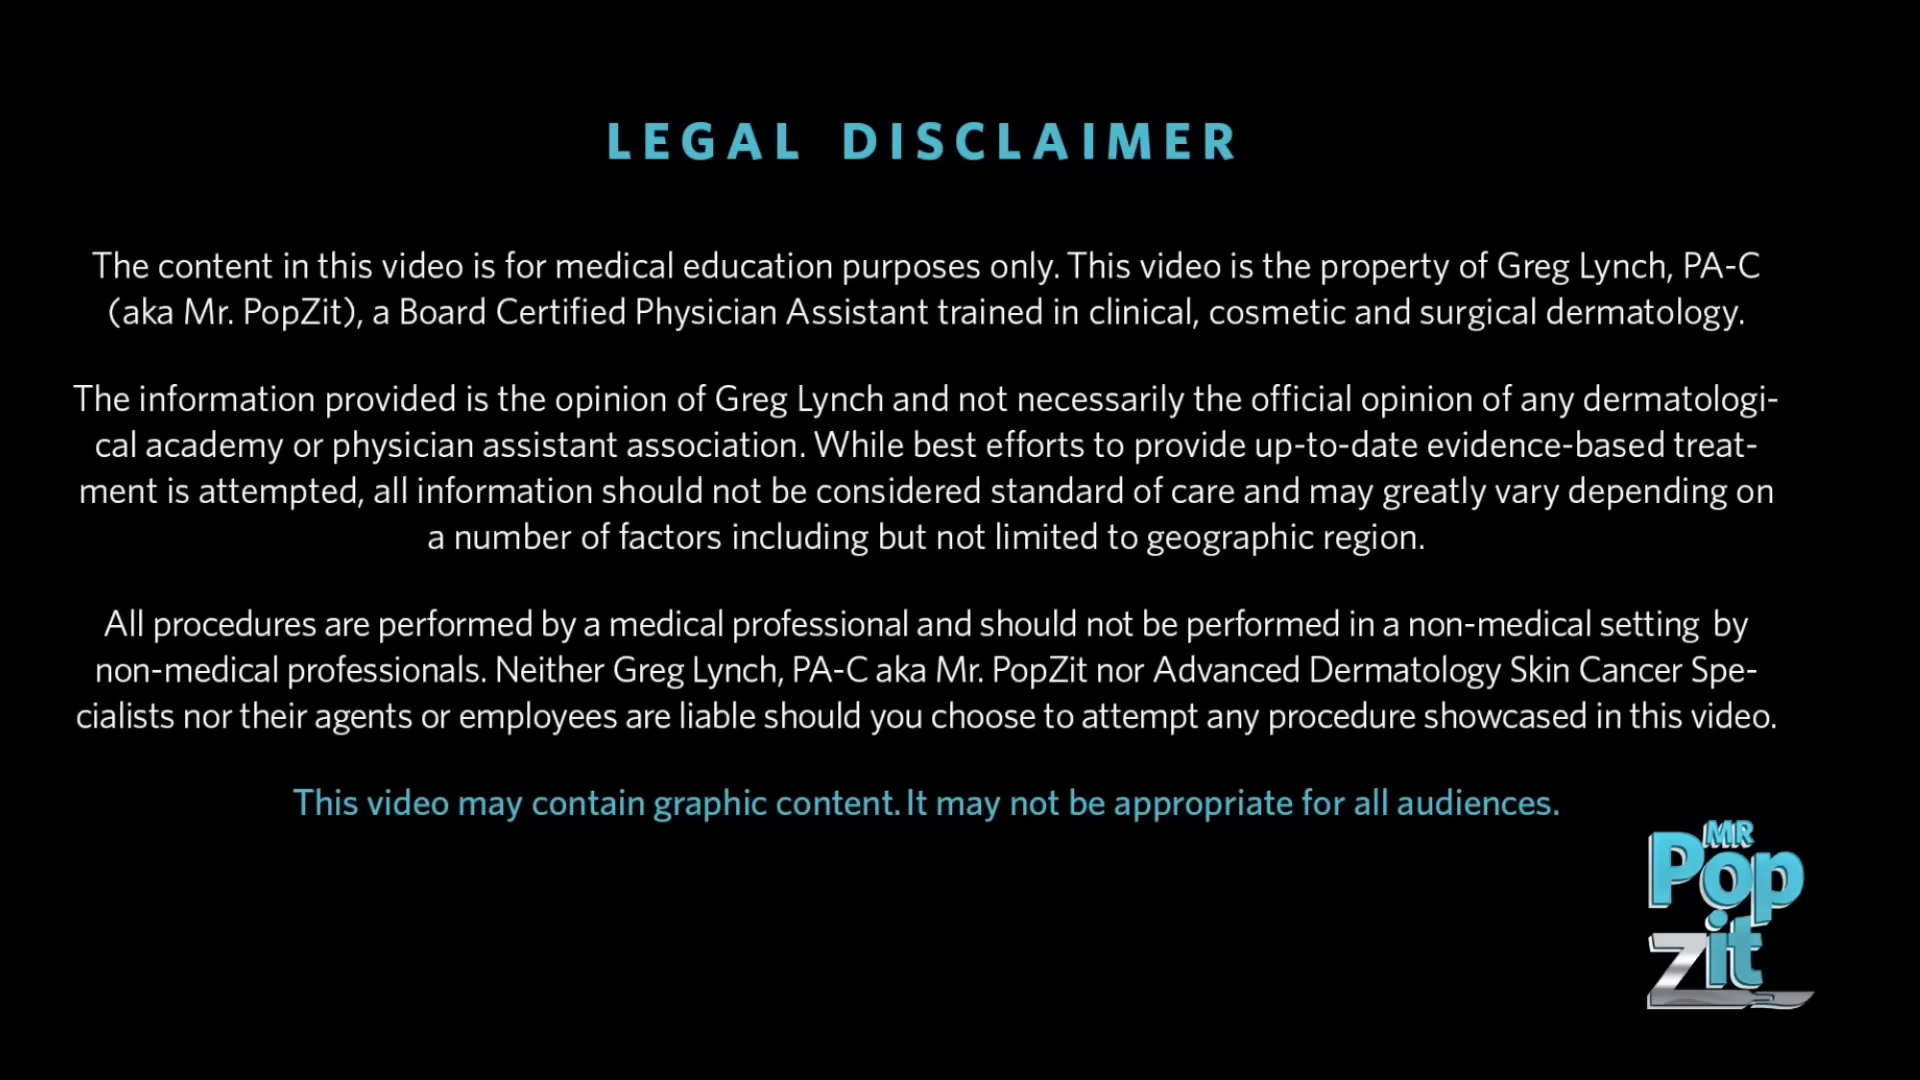 LEGAL DISCLAIMER
The content in this video is for medical education purposes only. This video is the property of Greg Lynch, PA-C
(aka Mr. PopZit), a Board Certified Physician Assistant trained in clinical, cosmetic and surgical dermatology.
The information provided is the opinion of Greg Lynch and not necessarily the official opinion of any dermatologi-
cal academy or physician assistant association. While best efforts to provide up-to-date evidence-based treat-
ment is attempted, all information should not be considered standard of care and may greatly vary depending on
a number of factors including but not limited to geographic region.
All procedures are performed by a medical professional and should not be performed in a non-medical setting by
non-medical professionals. Neither Greg Lynch, PA-C aka Mr. PopZit nor Advanced Dermatology Skin Cancer Spe-
cialists nor their agents or employees are liable should you choose to attempt any procedure showcased in this video.
This video may contain graphic content. It may not be appropriate for all audiences.
MR
Pop
Zit